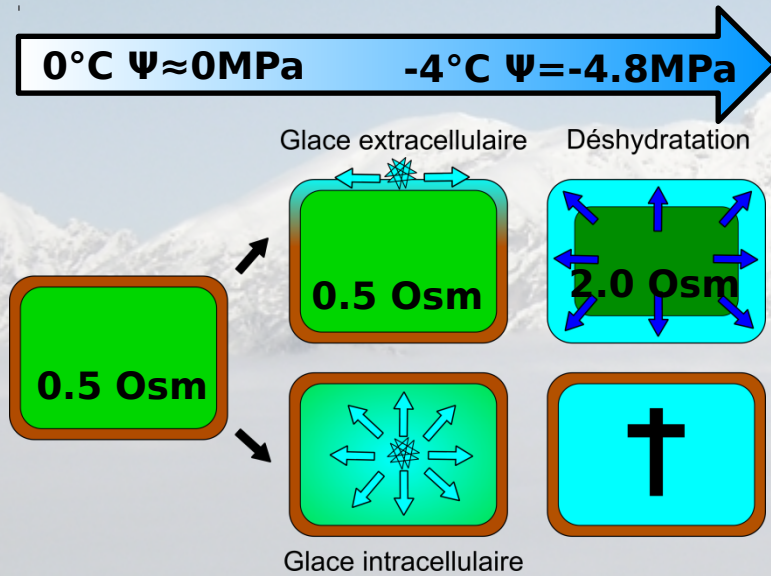 0°C Ψ≈0MPa
-4°C Ψ=-4.8MPa
Glace extracellulaire
Déshydratation
0.5 Osm
2.0 Osm
0.5 Osm
Glace intracellulaire